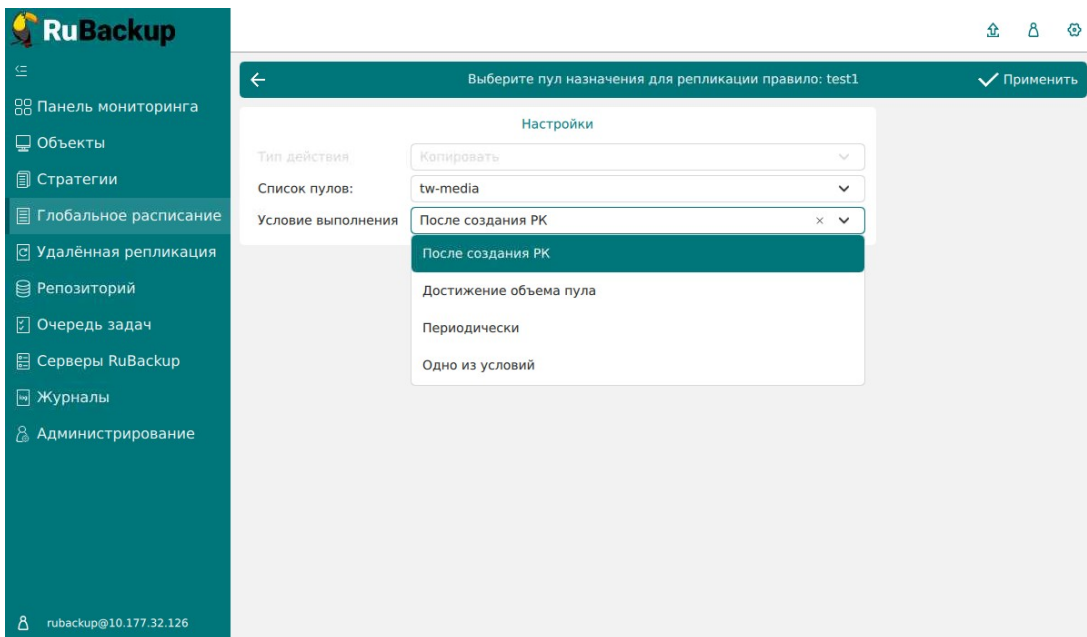 RuBackup
Панель мониторинга
Объекты
Стратегии
Глобальное расписание
Удалённая репликация
Репозиторий
Очередь задач
Серверы RuBackup
Журналы
Администрирование
rubackup@10.177.32.126
Выберите пул назначения для репликации правило: test1
Применить
Настройки
Тип действия Копировать
Список пулов: tw-media
Условие выполнения После создания РК
После создания РК
Достижение объема пула
Периодически
Одно из условий